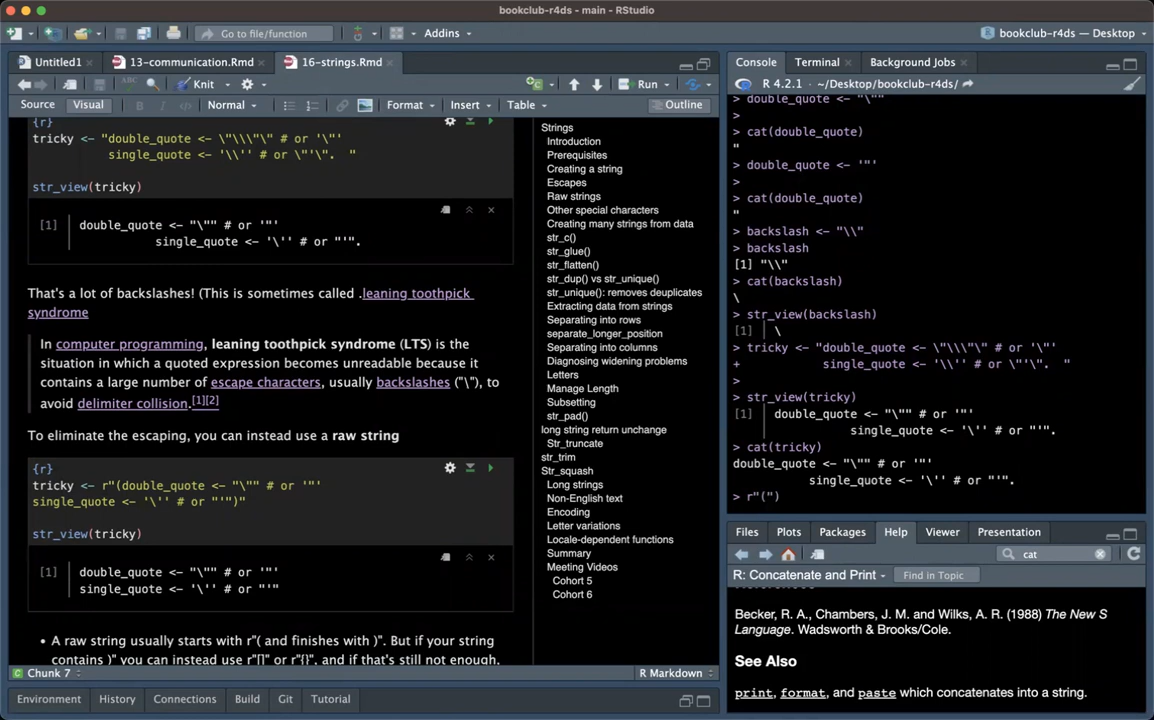 bookclub-r4ds - main - RStudio
Go to file/function
Addins
bookclub-r4ds — Desktop
Untitled1
13-communication.Rmd
16-strings.Rmd
Knit
Run
Source
Visual
B
I
</>
Normal
Format
Insert
Table
Outline
{r}
tricky <- "double_quote <- \"\\\"\" # or '\"'
single_quote <- '\\'' # or \"'\".  "
str_view(tricky)
[1] │ double_quote <- "\"" # or '"'
│ single_quote <- '\'' # or "'".
That's a lot of backslashes! (This is sometimes called .leaning toothpick
syndrome
In computer programming, leaning toothpick syndrome (LTS) is the
situation in which a quoted expression becomes unreadable because it
contains a large number of escape characters, usually backslashes ("\"), to
avoid delimiter collision.[1][2]
To eliminate the escaping, you can instead use a raw string
{r}
tricky <- r"(double_quote <- "\"" # or '"'
single_quote <- '\'' # or "'")"
str_view(tricky)
[1] │ double_quote <- "\"" # or '"'
│ single_quote <- '\'' # or "'"
• A raw string usually starts with r"( and finishes with )". But if your string
contains )" you can instead use r"[]" or r"{}", and if that's still not enough,
Chunk 7
R Markdown
Strings
Introduction
Prerequisites
Creating a string
Escapes
Raw strings
Other special characters
Creating many strings from data
str_c()
str_glue()
str_flatten()
str_dup() vs str_unique()
str_unique(): removes deuplicates
Extracting data from strings
Separating into rows
separate_longer_position
Separating into columns
Diagnosing widening problems
Letters
Manage Length
Subsetting
str_pad()
long string return unchange
Str_truncate
str_trim
Str_squash
Long strings
Non-English text
Encoding
Letter variations
Locale-dependent functions
Summary
Meeting Videos
Cohort 5
Cohort 6
Environment
History
Connections
Build
Git
Tutorial
Console
Terminal
Background Jobs
R 4.2.1 · ~/Desktop/bookclub-r4ds/
> double_quote <- "\""
>
> cat(double_quote)
"
> double_quote <- '"'
>
> cat(double_quote)
"
> backslash <- "\\"
> backslash
[1] "\\"
> cat(backslash)
\
> str_view(backslash)
[1] │ \
> tricky <- "double_quote <- \"\\\"\" # or '\"'
+ single_quote <- '\\'' # or \"'\".  "
>
> str_view(tricky)
[1] │ double_quote <- "\"" # or '"'
│ single_quote <- '\'' # or "'".
> cat(tricky)
double_quote <- "\"" # or '"'
single_quote <- '\'' # or "'".
> r"(")
Files
Plots
Packages
Help
Viewer
Presentation
cat
R: Concatenate and Print
Find in Topic
Becker, R. A., Chambers, J. M. and Wilks, A. R. (1988) The New S
Language. Wadsworth & Brooks/Cole.
See Also
print, format, and paste which concatenates into a string.